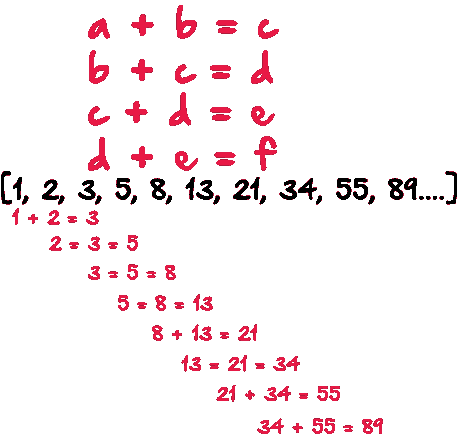 a + b = c
b + c = d
c + d = e
d + e = f
[1, 2, 3, 5, 8, 13, 21, 34, 55, 89....]
1 + 2 = 3
2 = 3 = 5
3 = 5 = 8
5 = 8 = 13
8 + 13 = 21
13 = 21 = 34
21 + 34 = 55
34 + 55 = 89